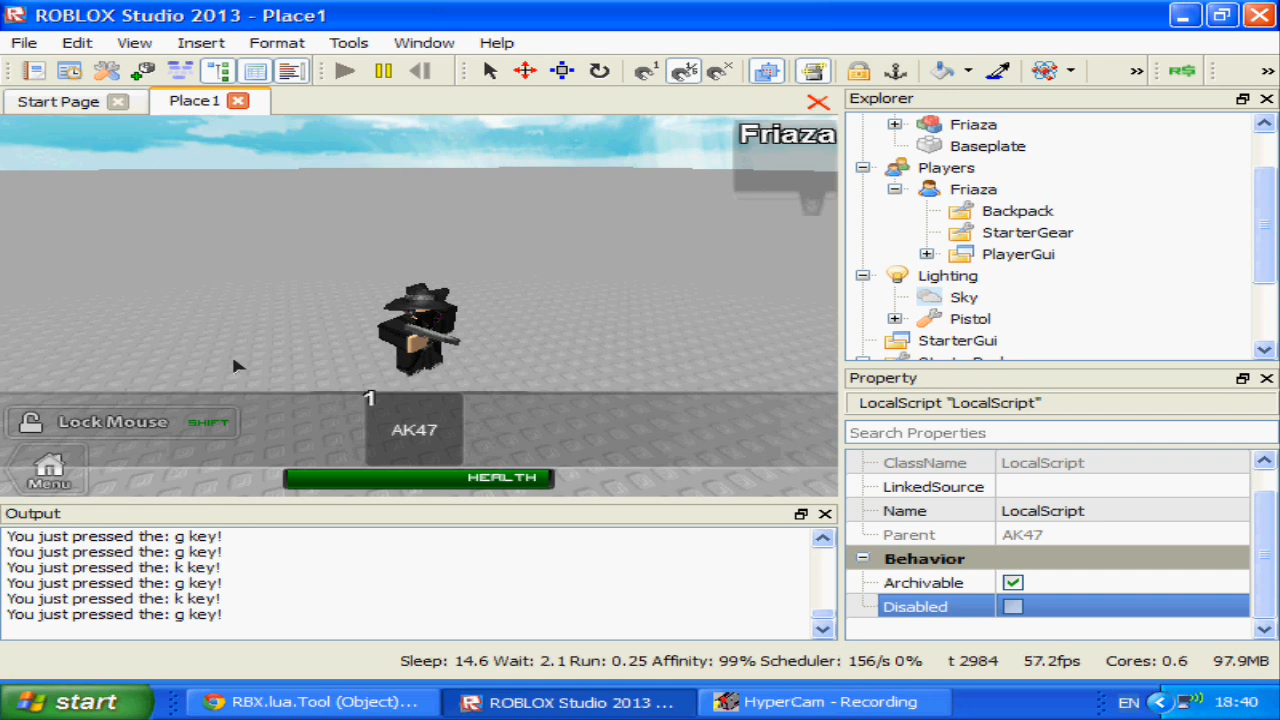 ROBLOX Studio 2013 - Place1
File Edit View Insert Format Tools Window Help
1 1/5 x
» R$ »
Start Page Place1
Friaza
1
AK47
Lock Mouse SHIFT
Menu
HEALTH
Explorer
Friaza
Baseplate
Players
Friaza
Backpack
StarterGear
PlayerGui
Lighting
Sky
Pistol
StarterGui
Property
LocalScript "LocalScript"
Search Properties
ClassName LocalScript
LinkedSource
Name LocalScript
Parent AK47
Behavior
Archivable
Disabled
Output
You just pressed the: g key!
You just pressed the: g key!
You just pressed the: k key!
You just pressed the: g key!
You just pressed the: k key!
You just pressed the: g key!
Sleep: 14.6 Wait: 2.1 Run: 0.25 Affinity: 99% Scheduler: 156/s 0% t 2984 57.2fps Cores: 0.6 97.9MB
start RBX.lua.Tool (Object)... ROBLOX Studio 2013 ... HyperCam - Recording EN 18:40